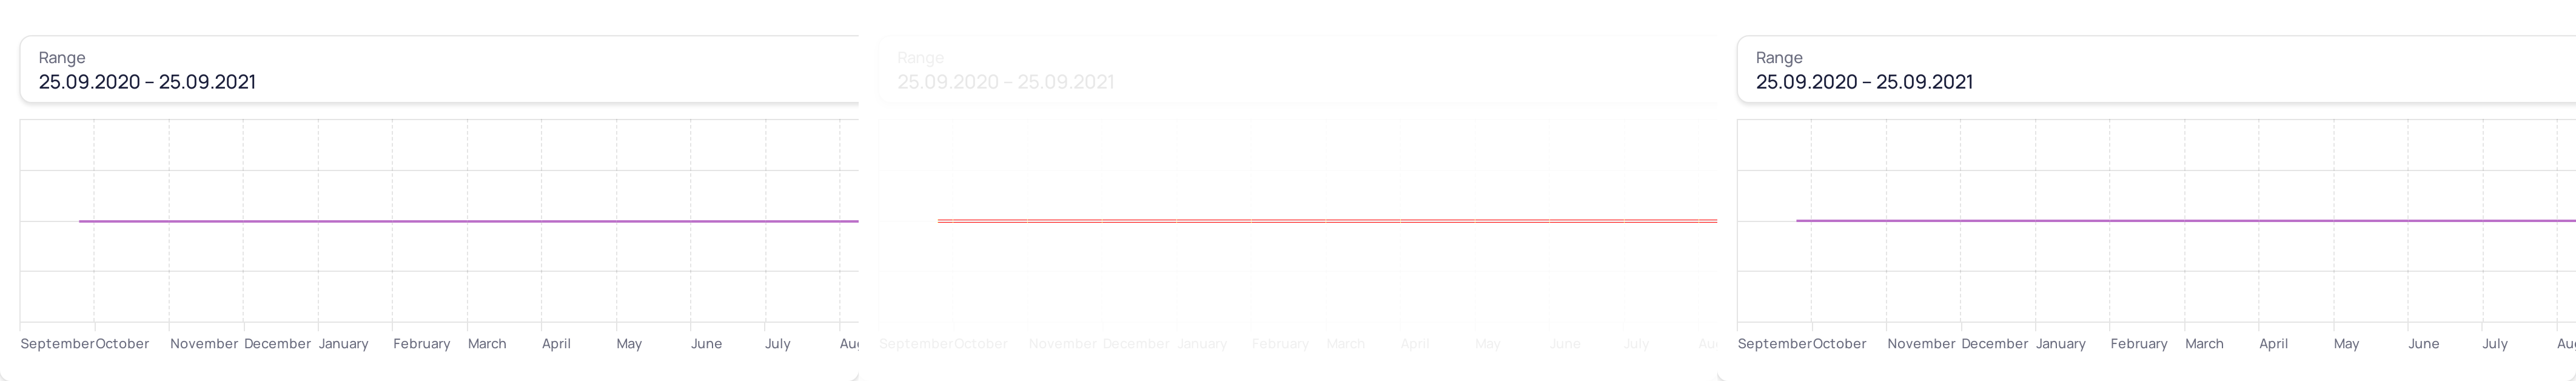 Range
25.09.2020 – 25.09.2021
September October November December January February March April May June July Aug
Range
25.09.2020 – 25.09.2021
September October November December January February March April May June July Aug
Range
25.09.2020 – 25.09.2021
September October November December January February March April May June July Au